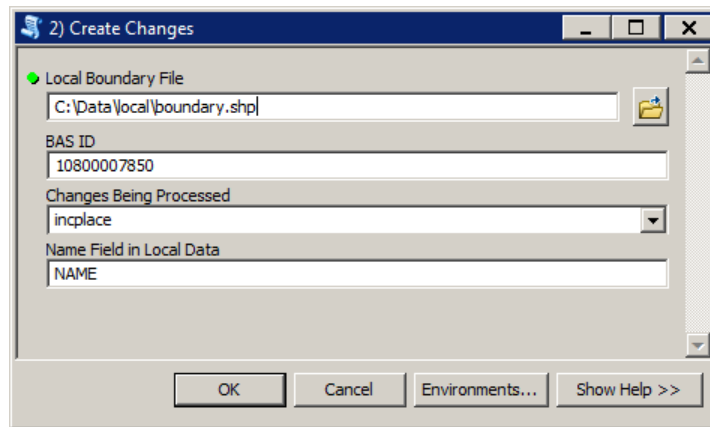 2) Create Changes
Local Boundary File
C:\Data\local\boundary.shp
BAS ID
10800007850
Changes Being Processed
incplace
Name Field in Local Data
NAME
OK Cancel Environments... Show Help >>